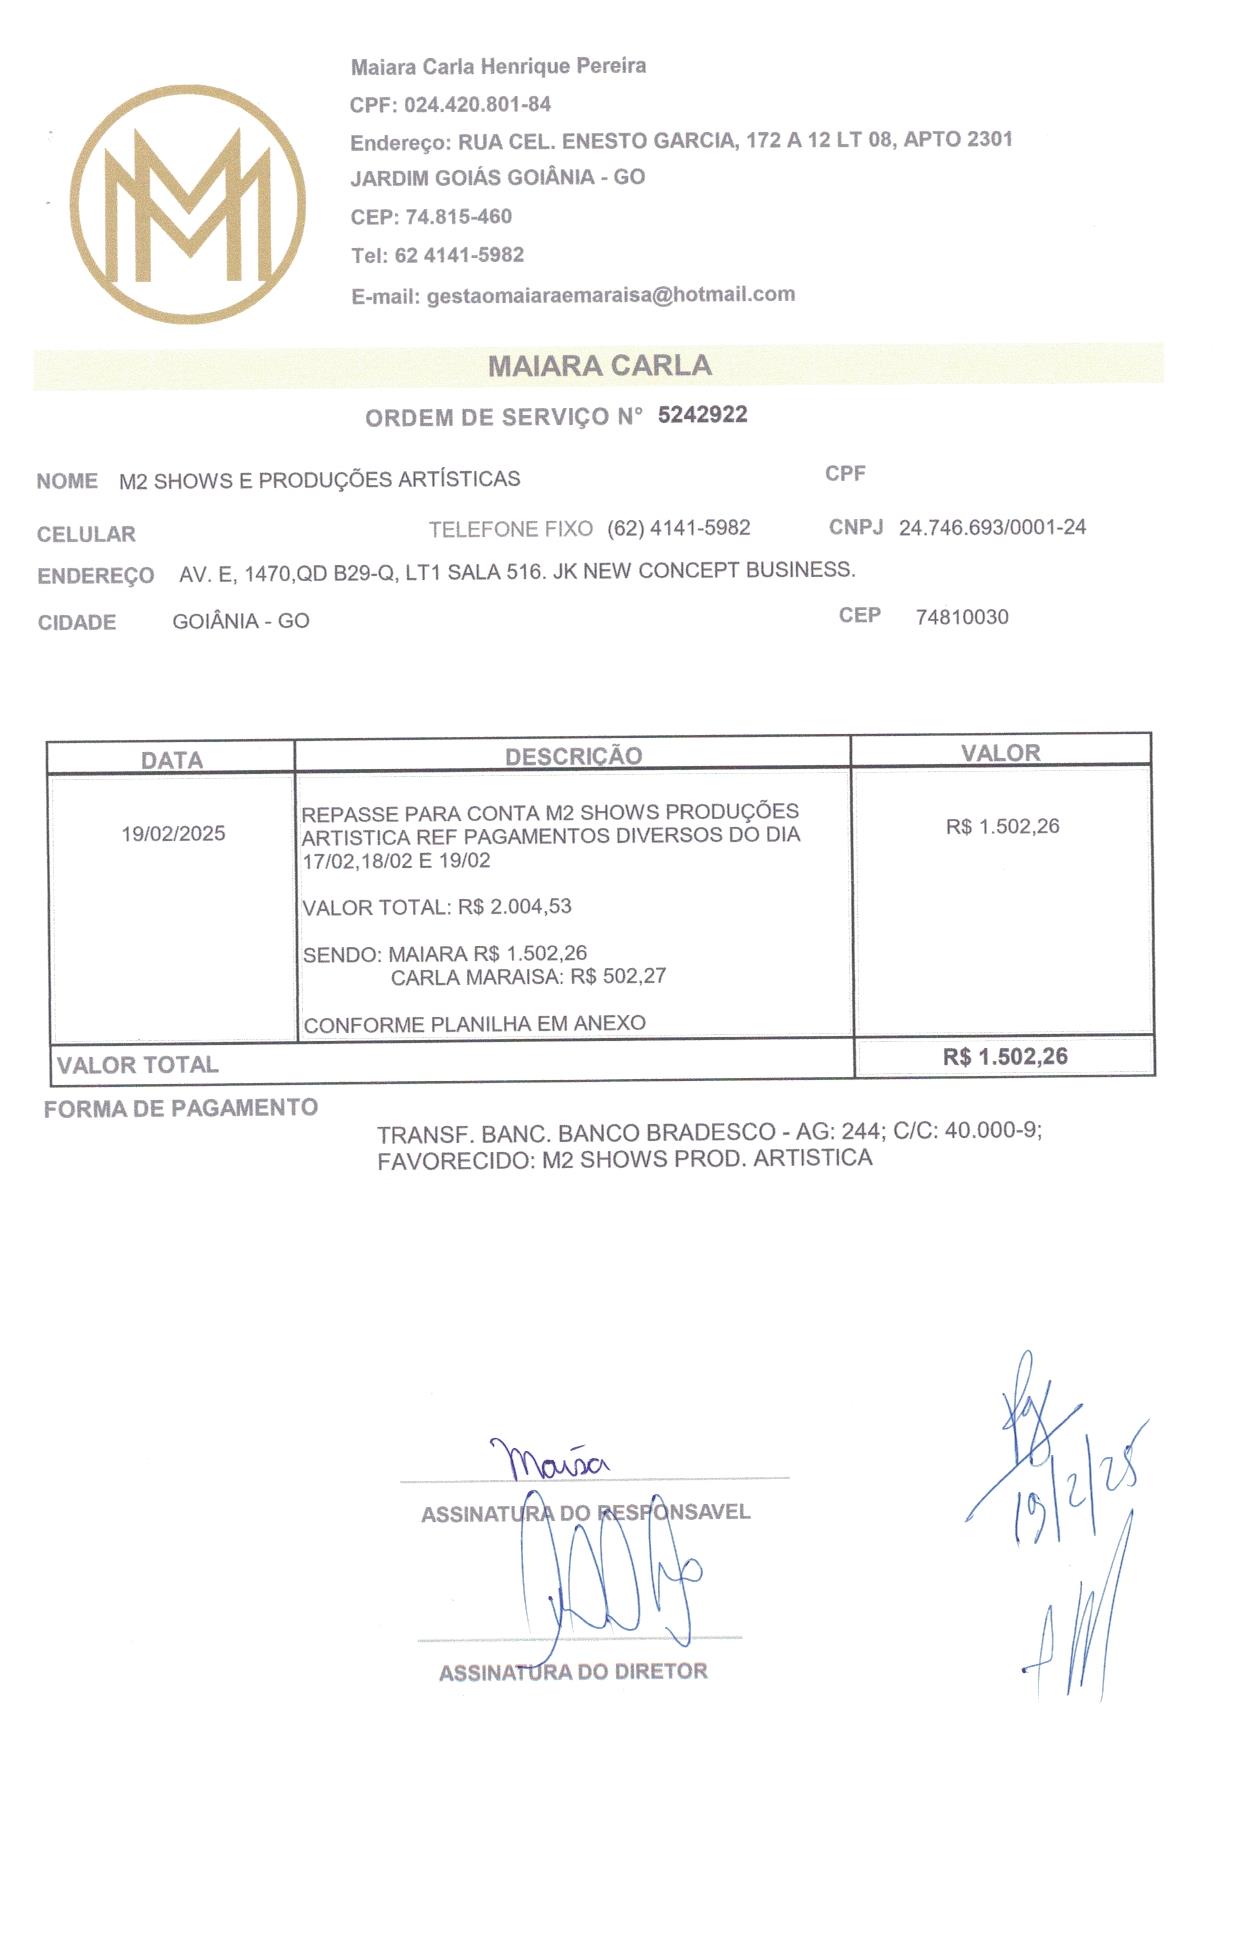 Maiara Carla Henrique Pereira
CPF: 024.420.801-84
Endereço: RUA CEL. ENESTO GARCIA, 172 A 12 LT 08, APTO 2301
JARDIM GOIÁS GOIÂNIA - GO
CEP: 74.815-460
Tel: 62 4141-5982
E-mail: gestaomaiaraemaraisa@hotmail.com
MAIARA CARLA
ORDEM DE SERVIÇO N° 5242922
NOME M2 SHOWS E PRODUÇÕES ARTÍSTICAS CPF
CELULAR TELEFONE FIXO (62) 4141-5982 CNPJ 24.746.693/0001-24
ENDEREÇO AV. E, 1470,QD B29-Q, LT1 SALA 516. JK NEW CONCEPT BUSINESS.
CIDADE GOIÂNIA - GO CEP 74810030
DATA DESCRIÇÃO VALOR
19/02/2025
REPASSE PARA CONTA M2 SHOWS PRODUÇÕES
ARTISTICA REF PAGAMENTOS DIVERSOS DO DIA
17/02,18/02 E 19/02
VALOR TOTAL: R$ 2.004,53
SENDO: MAIARA R$ 1.502,26
CARLA MARAISA: R$ 502,27
CONFORME PLANILHA EM ANEXO
R$ 1.502,26
VALOR TOTAL R$ 1.502,26
FORMA DE PAGAMENTO
TRANSF. BANC. BANCO BRADESCO - AG: 244; C/C: 40.000-9;
FAVORECIDO: M2 SHOWS PROD. ARTISTICA
Maísa
ASSINATURA DO RESPONSAVEL
ASSINATURA DO DIRETOR
Pg
19/2/25